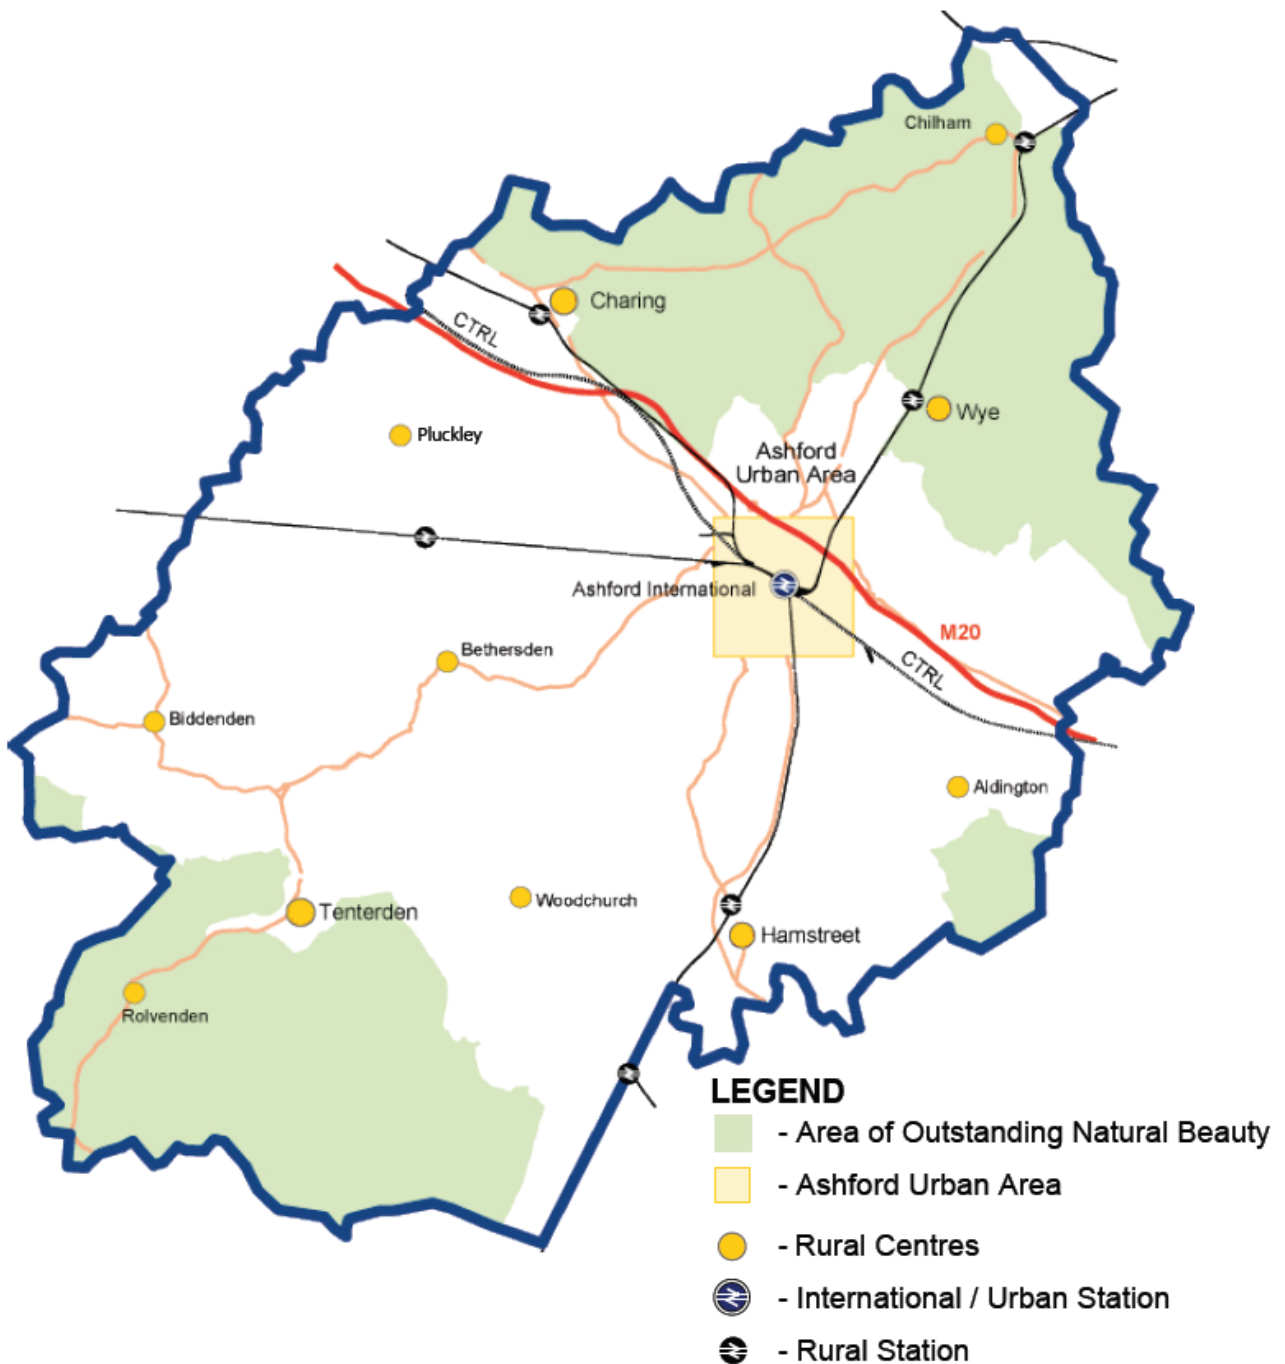 Chilham
Charing
CTRL
Wye
Pluckley
Ashford
Urban Area
Ashford International
M20
CTRL
Bethersden
Biddenden
Aldington
Woodchurch
Tenterden
Hamstreet
Rolvenden
LEGEND
- Area of Outstanding Natural Beauty
- Ashford Urban Area
- Rural Centres
- International / Urban Station
- Rural Station